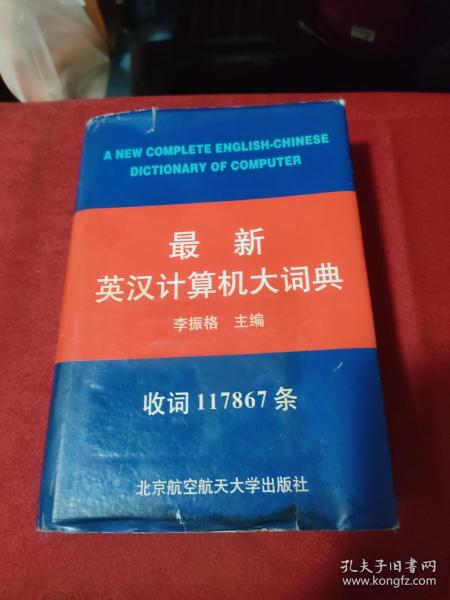 A NEW COMPLETE ENGLISH-CHINESE
DICTIONARY OF COMPUTER
最新
英汉计算机大词典
李振格 主编
收词 117867 条
北京航空航天大学出版社
孔夫子旧书网
www.kongfz.com